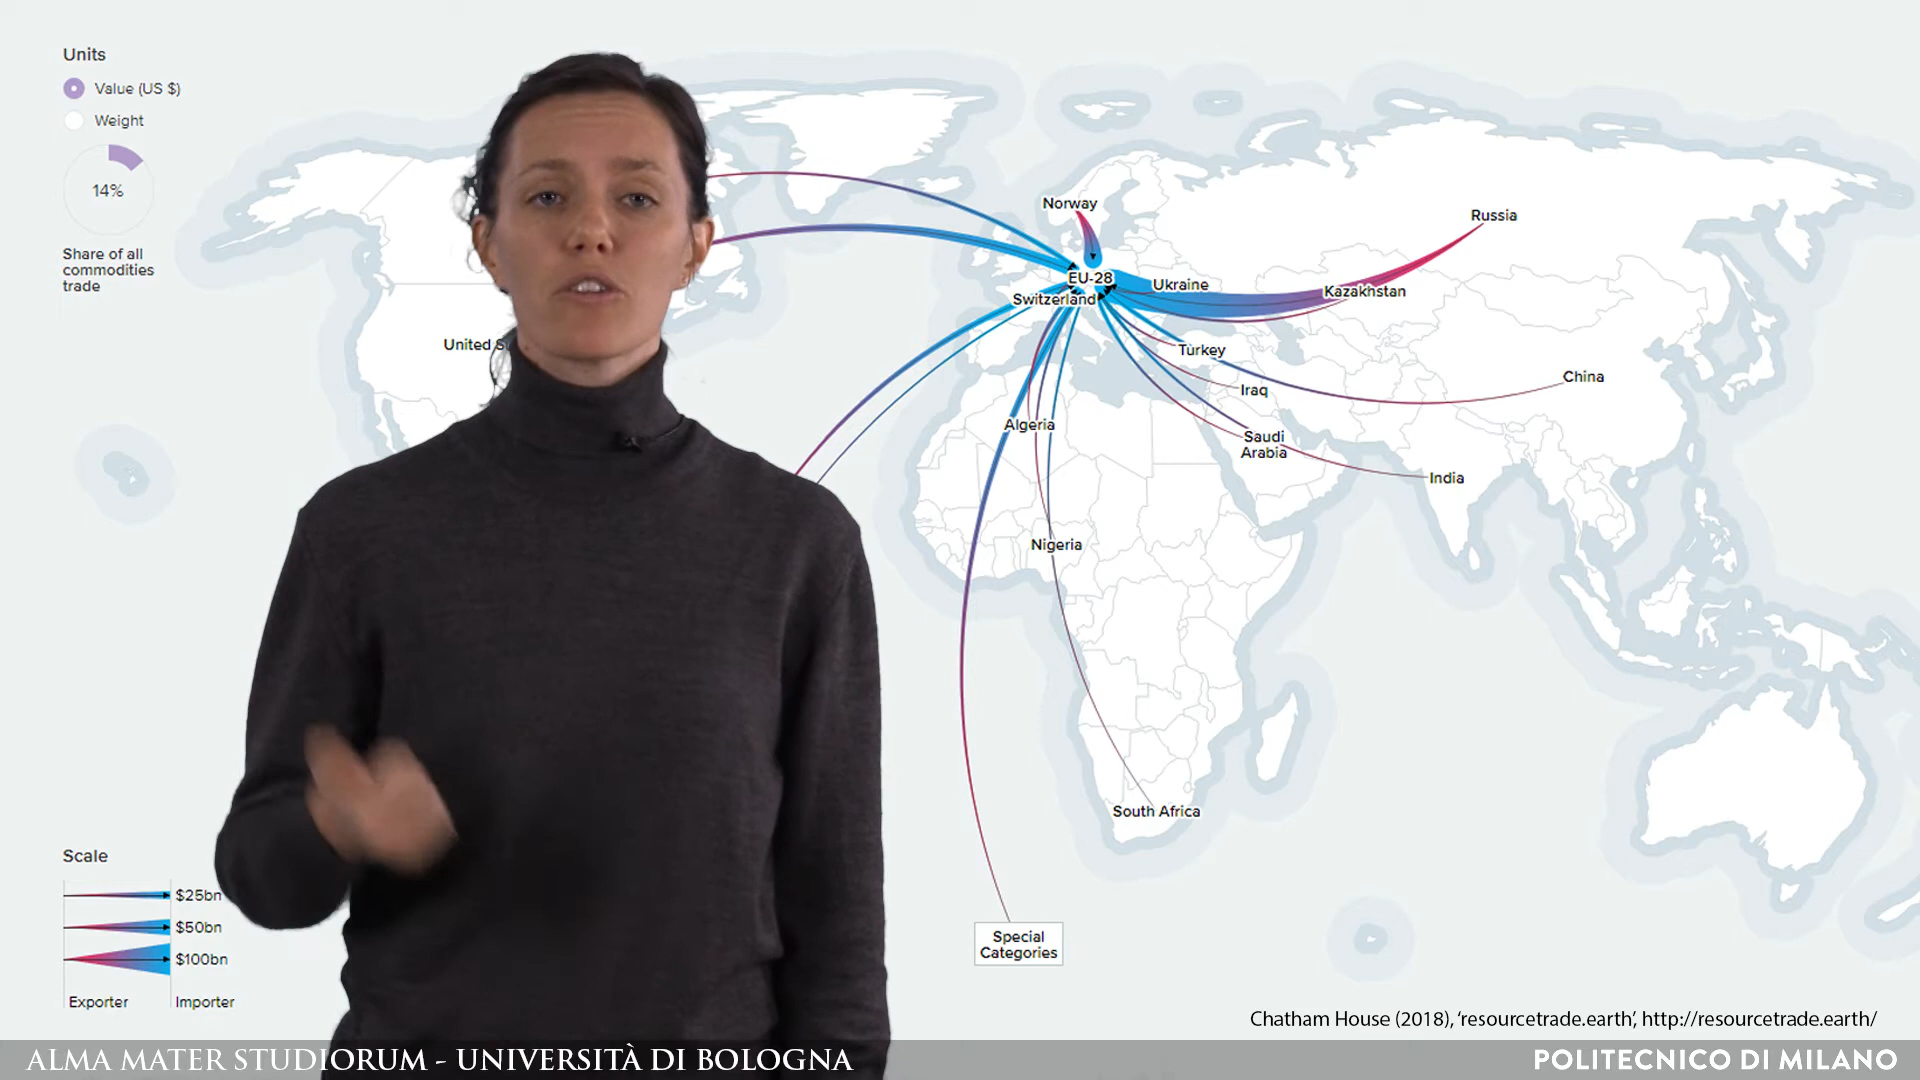 Units
Value (US $)
Weight
14%
Share of all
commodities
trade
Norway
Russia
EU-28
Ukraine
Switzerland
Kazakhstan
United S
Turkey
China
Iraq
Algeria
Saudi
Arabia
India
Nigeria
South Africa
Scale
$25bn
$50bn
$100bn
Exporter
Importer
Special
Categories
Chatham House (2018), ‘resourcetrade.earth’, http://resourcetrade.earth/
ALMA MATER STUDIORUM - UNIVERSITÀ DI BOLOGNA
POLITECNICO DI MILANO